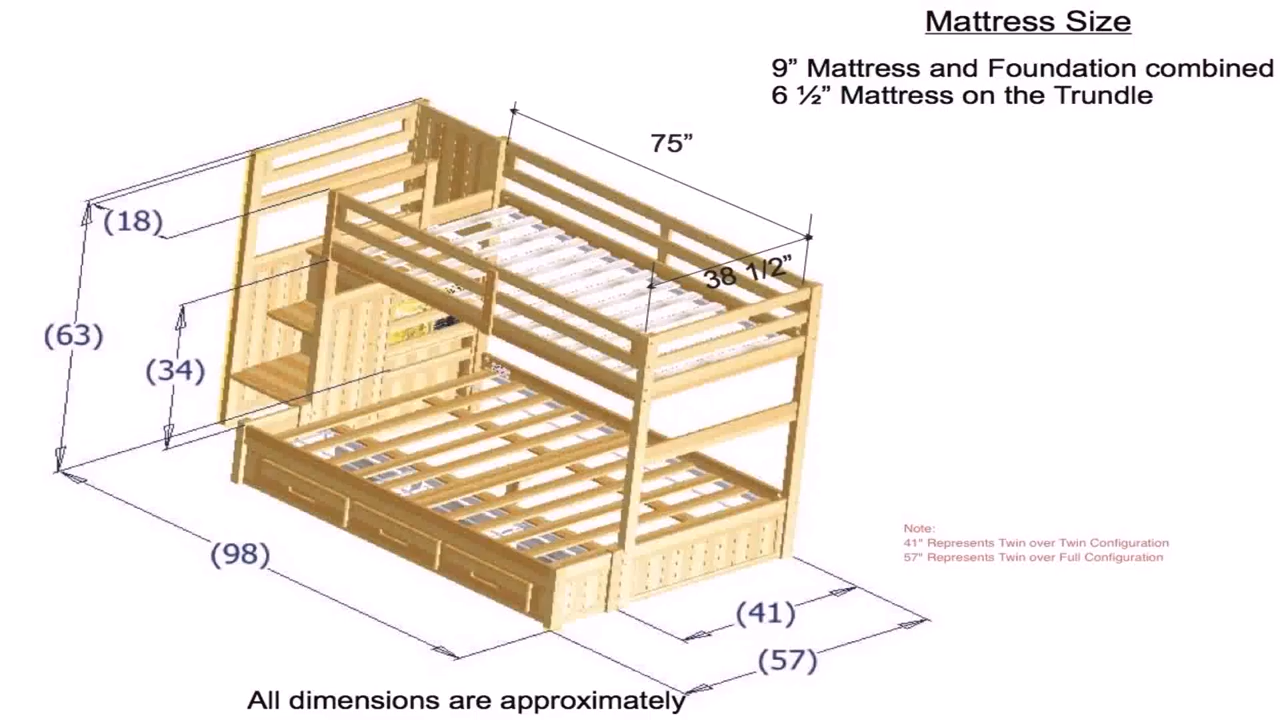 Mattress Size
9” Mattress and Foundation combined
6 ½” Mattress on the Trundle
75”
38 1/2”
(18)
(63)
(34)
(98)
(41)
(57)
Note:
41" Represents Twin over Twin Configuration
57" Represents Twin over Full Configuration
All dimensions are approximately